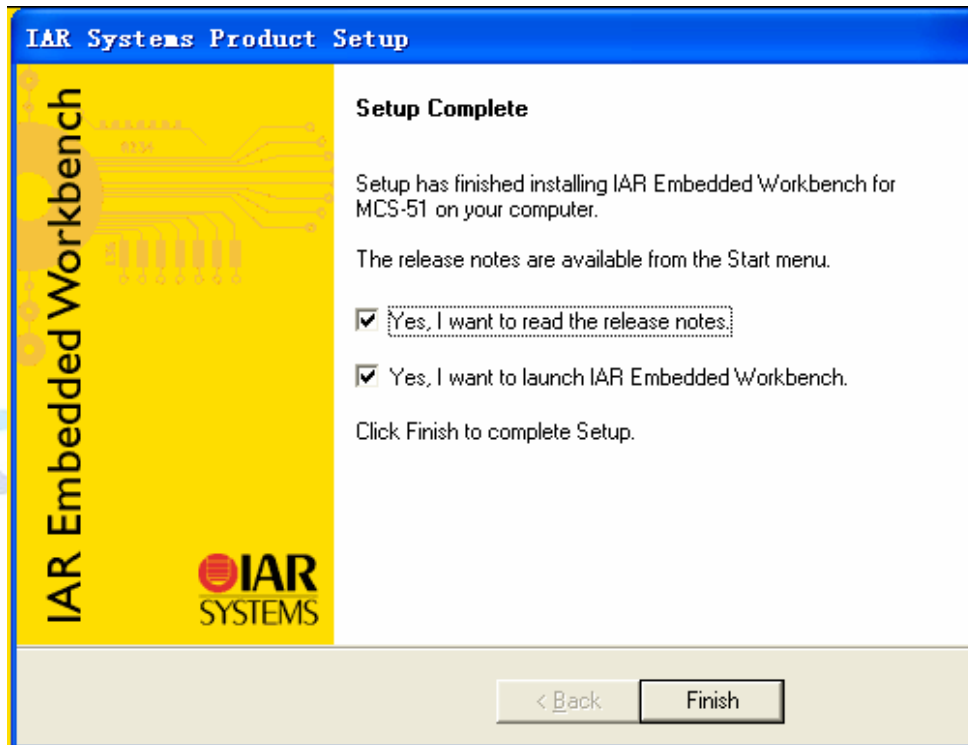 IAR Systems Product Setup
IAR Embedded Workbench
Setup Complete
Setup has finished installing IAR Embedded Workbench for
MCS-51 on your computer.
The release notes are available from the Start menu.
Yes, I want to read the release notes.
Yes, I want to launch IAR Embedded Workbench.
Click Finish to complete Setup.
IAR
SYSTEMS
< Back
Finish